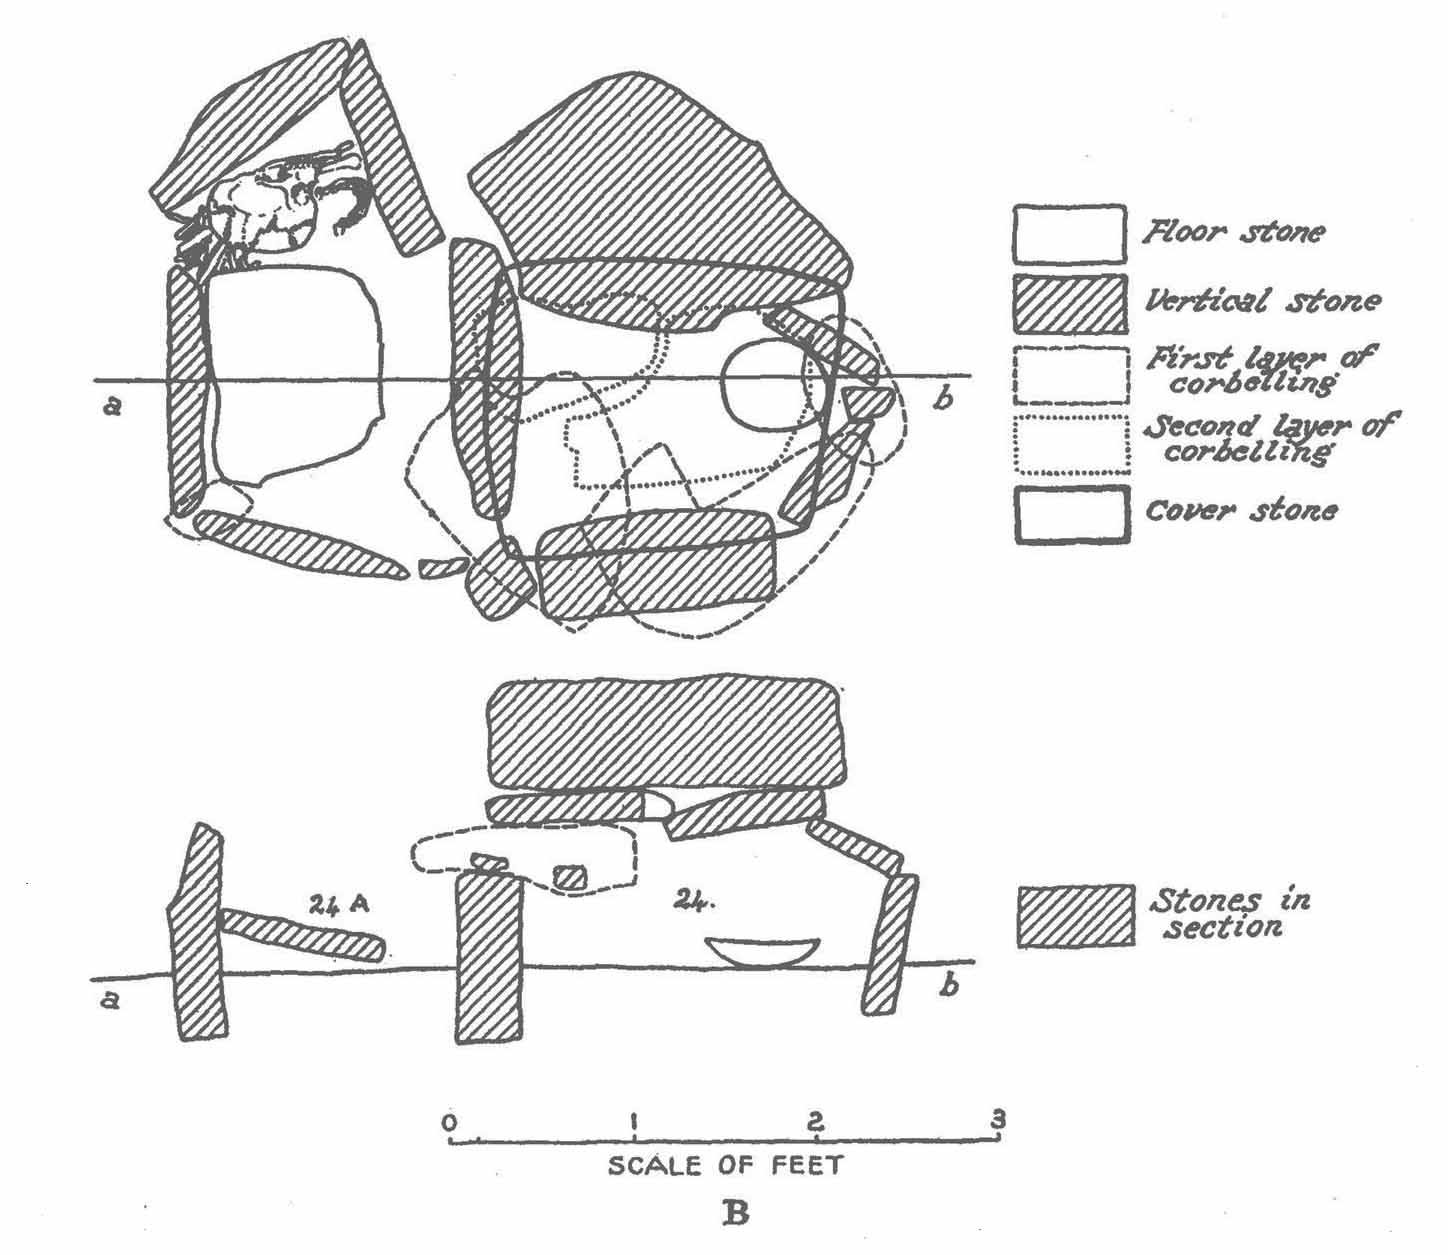 a
b
Floor stone
Vertical stone
First layer of
corbelling
Second layer of
corbelling
Cover stone
24 A
24.
a
b
Stones in
section
0 1 2 3
SCALE OF FEET
B